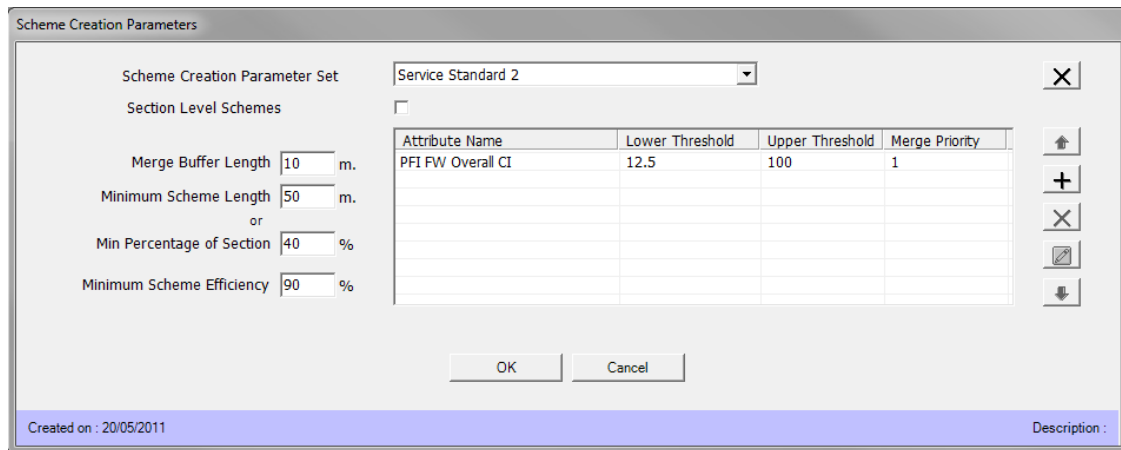 Scheme Creation Parameters
Scheme Creation Parameter Set Service Standard 2
Section Level Schemes
Attribute Name Lower Threshold Upper Threshold Merge Priority
PFI FW Overall CI 12.5 100 1
Merge Buffer Length 10 m.
Minimum Scheme Length 50 m.
or
Min Percentage of Section 40 %
Minimum Scheme Efficiency 90 %
OK Cancel
Created on : 20/05/2011 Description :